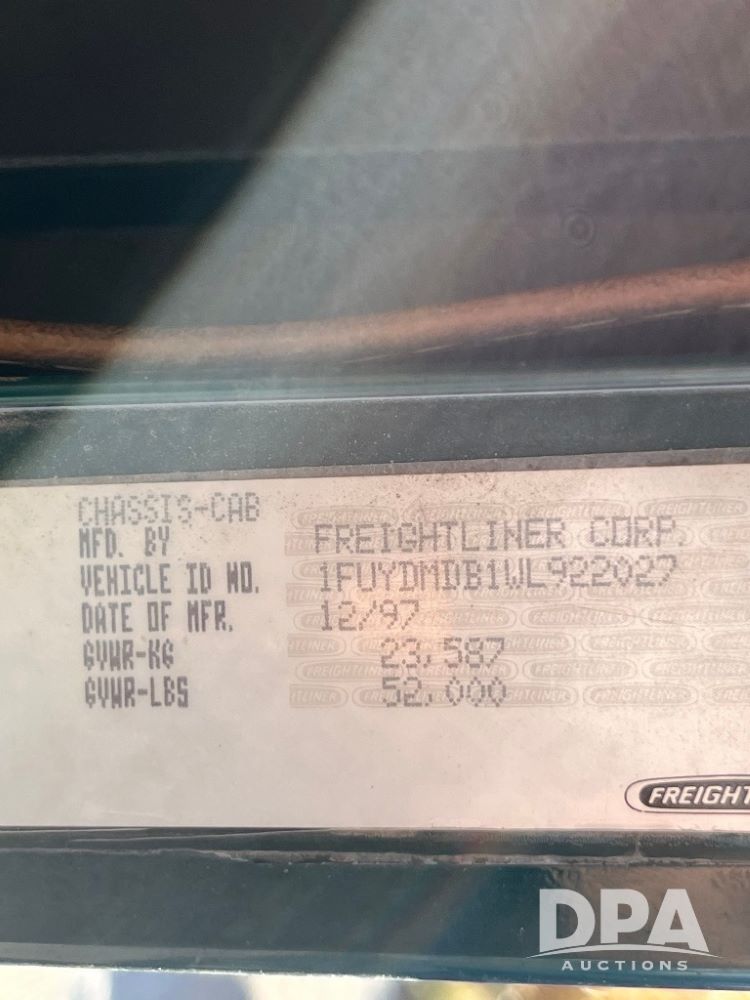 CHASSIS-CAB
MFD. BY FREIGHTLINER CORP.
VEHICLE ID NO. 1FUYDMDB1WL922027
DATE OF MFR. 12/97
GVWR-KG 23,587
GVWR-LBS 52,000
FREIGHT
DPA
AUCTIONS